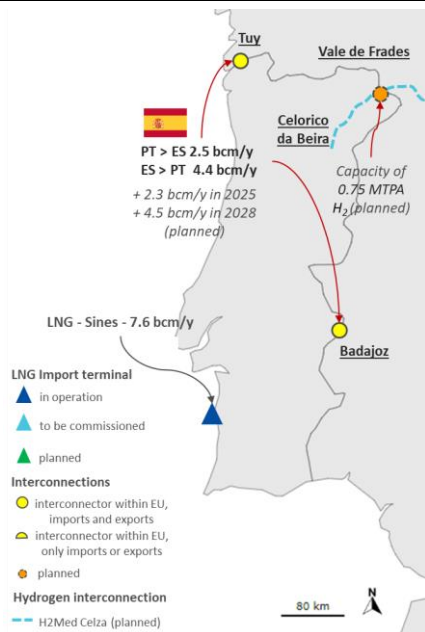 Tuy
Vale de Frades
PT > ES 2.5 bcm/y
ES > PT 4.4 bcm/y
+ 2.3 bcm/y in 2025
+ 4.5 bcm/y in 2028
(planned)
Celorico
da Beira
Capacity of
0.75 MTPA
H₂(planned)
LNG - Sines - 7.6 bcm/y
Badajoz
LNG Import terminal
in operation
to be commissioned
planned
Interconnections
interconnector within EU,
imports and exports
interconnector within EU,
only imports or exports
planned
Hydrogen interconnection
H2Med Celza (planned)
80 km
N